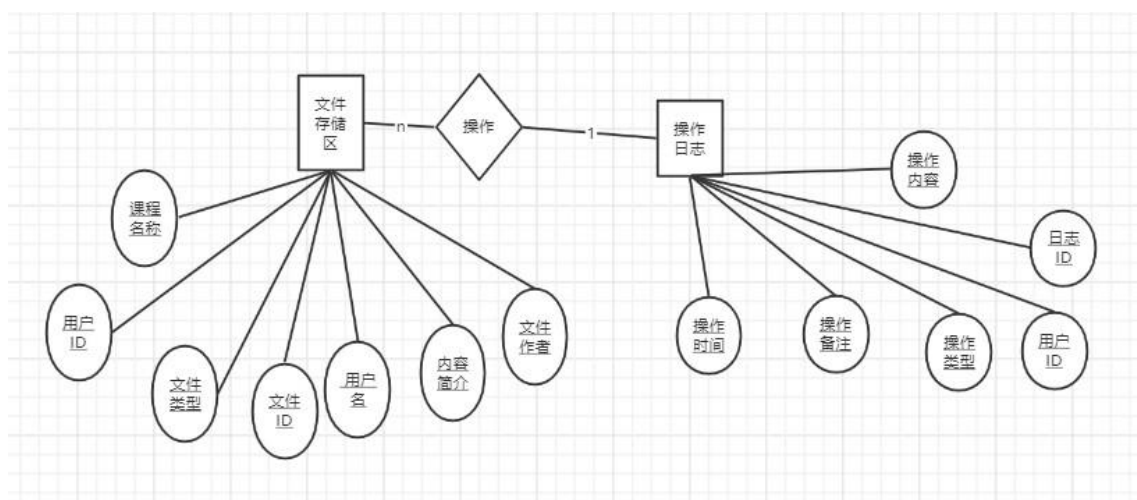 文件
存储
区
n
操作
1
操作
日志
操作
内容
课程
名称
日志
ID
用户
ID
文件
类型
文件
ID
用户
名
内容
简介
文件
作者
操作
时间
操作
备注
操作
类型
用户
ID